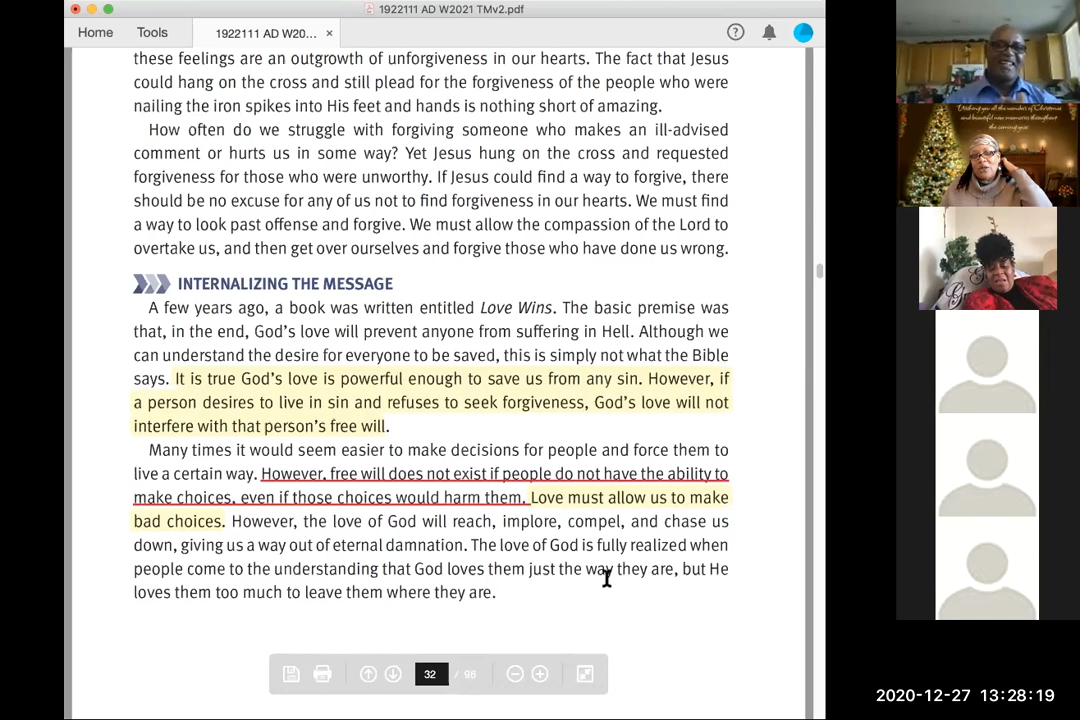 1922111 AD W2021 TMv2.pdf
Home
Tools
1922111 AD W20... ×
these feelings are an outgrowth of unforgiveness in our hearts. The fact that Jesus
could hang on the cross and still plead for the forgiveness of the people who were
nailing the iron spikes into His feet and hands is nothing short of amazing.
How often do we struggle with forgiving someone who makes an ill-advised
comment or hurts us in some way? Yet Jesus hung on the cross and requested
forgiveness for those who were unworthy. If Jesus could find a way to forgive, there
should be no excuse for any of us not to find forgiveness in our hearts. We must find
a way to look past offense and forgive. We must allow the compassion of the Lord to
overtake us, and then get over ourselves and forgive those who have done us wrong.
INTERNALIZING THE MESSAGE
A few years ago, a book was written entitled Love Wins. The basic premise was
that, in the end, God's love will prevent anyone from suffering in Hell. Although we
can understand the desire for everyone to be saved, this is simply not what the Bible
says. It is true God's love is powerful enough to save us from any sin. However, if
a person desires to live in sin and refuses to seek forgiveness, God's love will not
interfere with that person's free will.
Many times it would seem easier to make decisions for people and force them to
live a certain way. However, free will does not exist if people do not have the ability to
make choices, even if those choices would harm them. Love must allow us to make
bad choices. However, the love of God will reach, implore, compel, and chase us
down, giving us a way out of eternal damnation. The love of God is fully realized when
people come to the understanding that God loves them just the way they are, but He
loves them too much to leave them where they are.
32 / 96
Wishing you all the wonders of Christmas
and beautiful new memories throughout
the coming year
2020-12-27 13:28:19